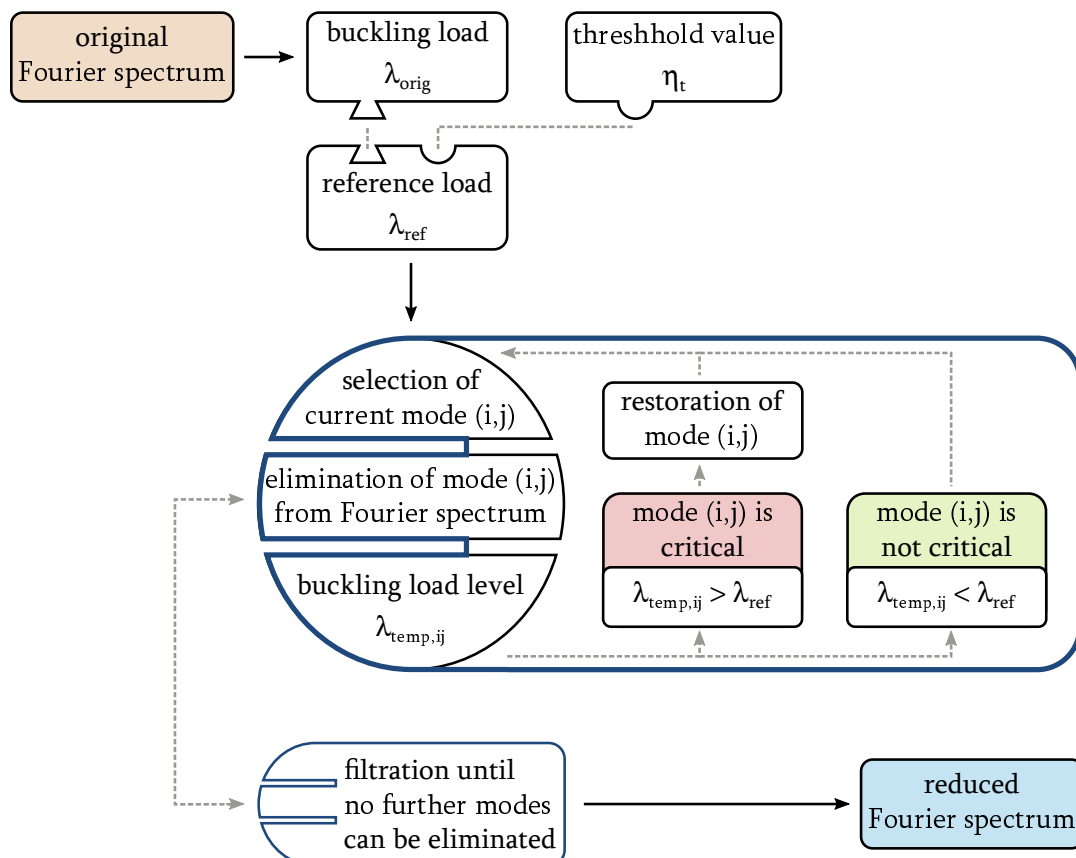 original
Fourier spectrum
buckling load
λorig
threshhold value
ηt
reference load
λref
selection of
current mode (i,j)
elimination of mode (i,j)
from Fourier spectrum
buckling load level
λtemp,ij
restoration of
mode (i,j)
mode (i,j) is
critical
λtemp,ij > λref
mode (i,j) is
not critical
λtemp,ij < λref
filtration until
no further modes
can be eliminated
reduced
Fourier spectrum